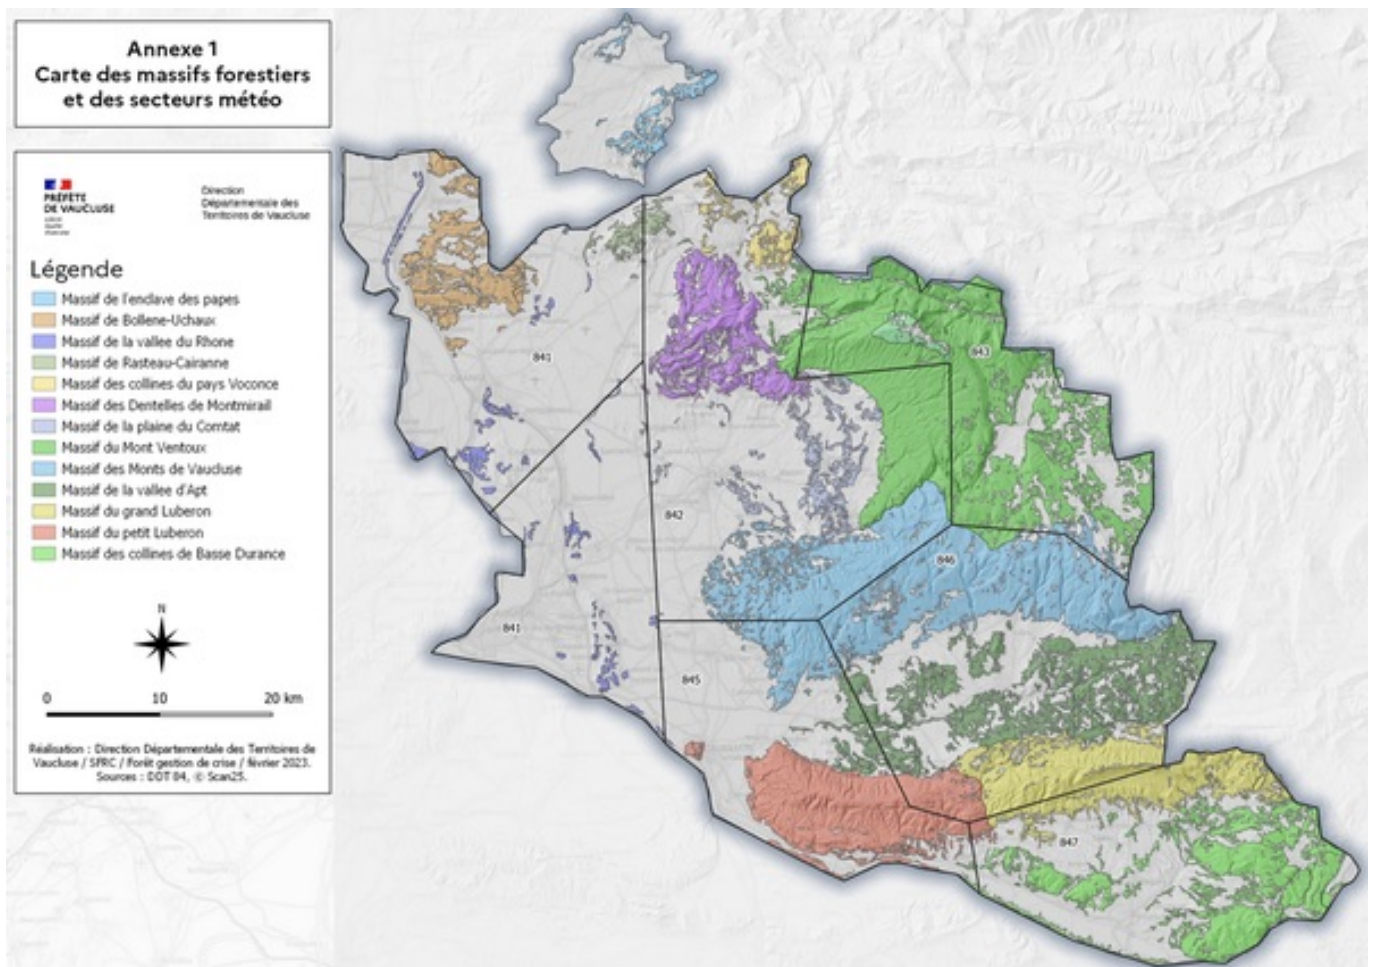 Annexe 1
Carte des massifs forestiers
et des secteurs météo
PRÉFÈTE
DE VAUCLUSE
Direction
Départementale des
Territoires de Vaucluse
Légende
Massif de l'enclave des papes
Massif de Bollene-Uchaux
Massif de la vallee du Rhone
Massif de Rasteau-Cairanne
Massif des collines du pays Voconce
Massif des Dentelles de Montmirail
Massif de la plaine du Comtat
Massif du Mont Ventoux
Massif des Monts de Vaucluse
Massif de la vallee d'Apt
Massif du grand Luberon
Massif du petit Luberon
Massif des collines de Basse Durance
N
0 10 20 km
Réalisation : Direction Départementale des Territoires de
Vaucluse / SFRC / Forêt gestion de crise / février 2023.
Sources : DDT 84, © Scan25.
843
841
842
846
841
845
847